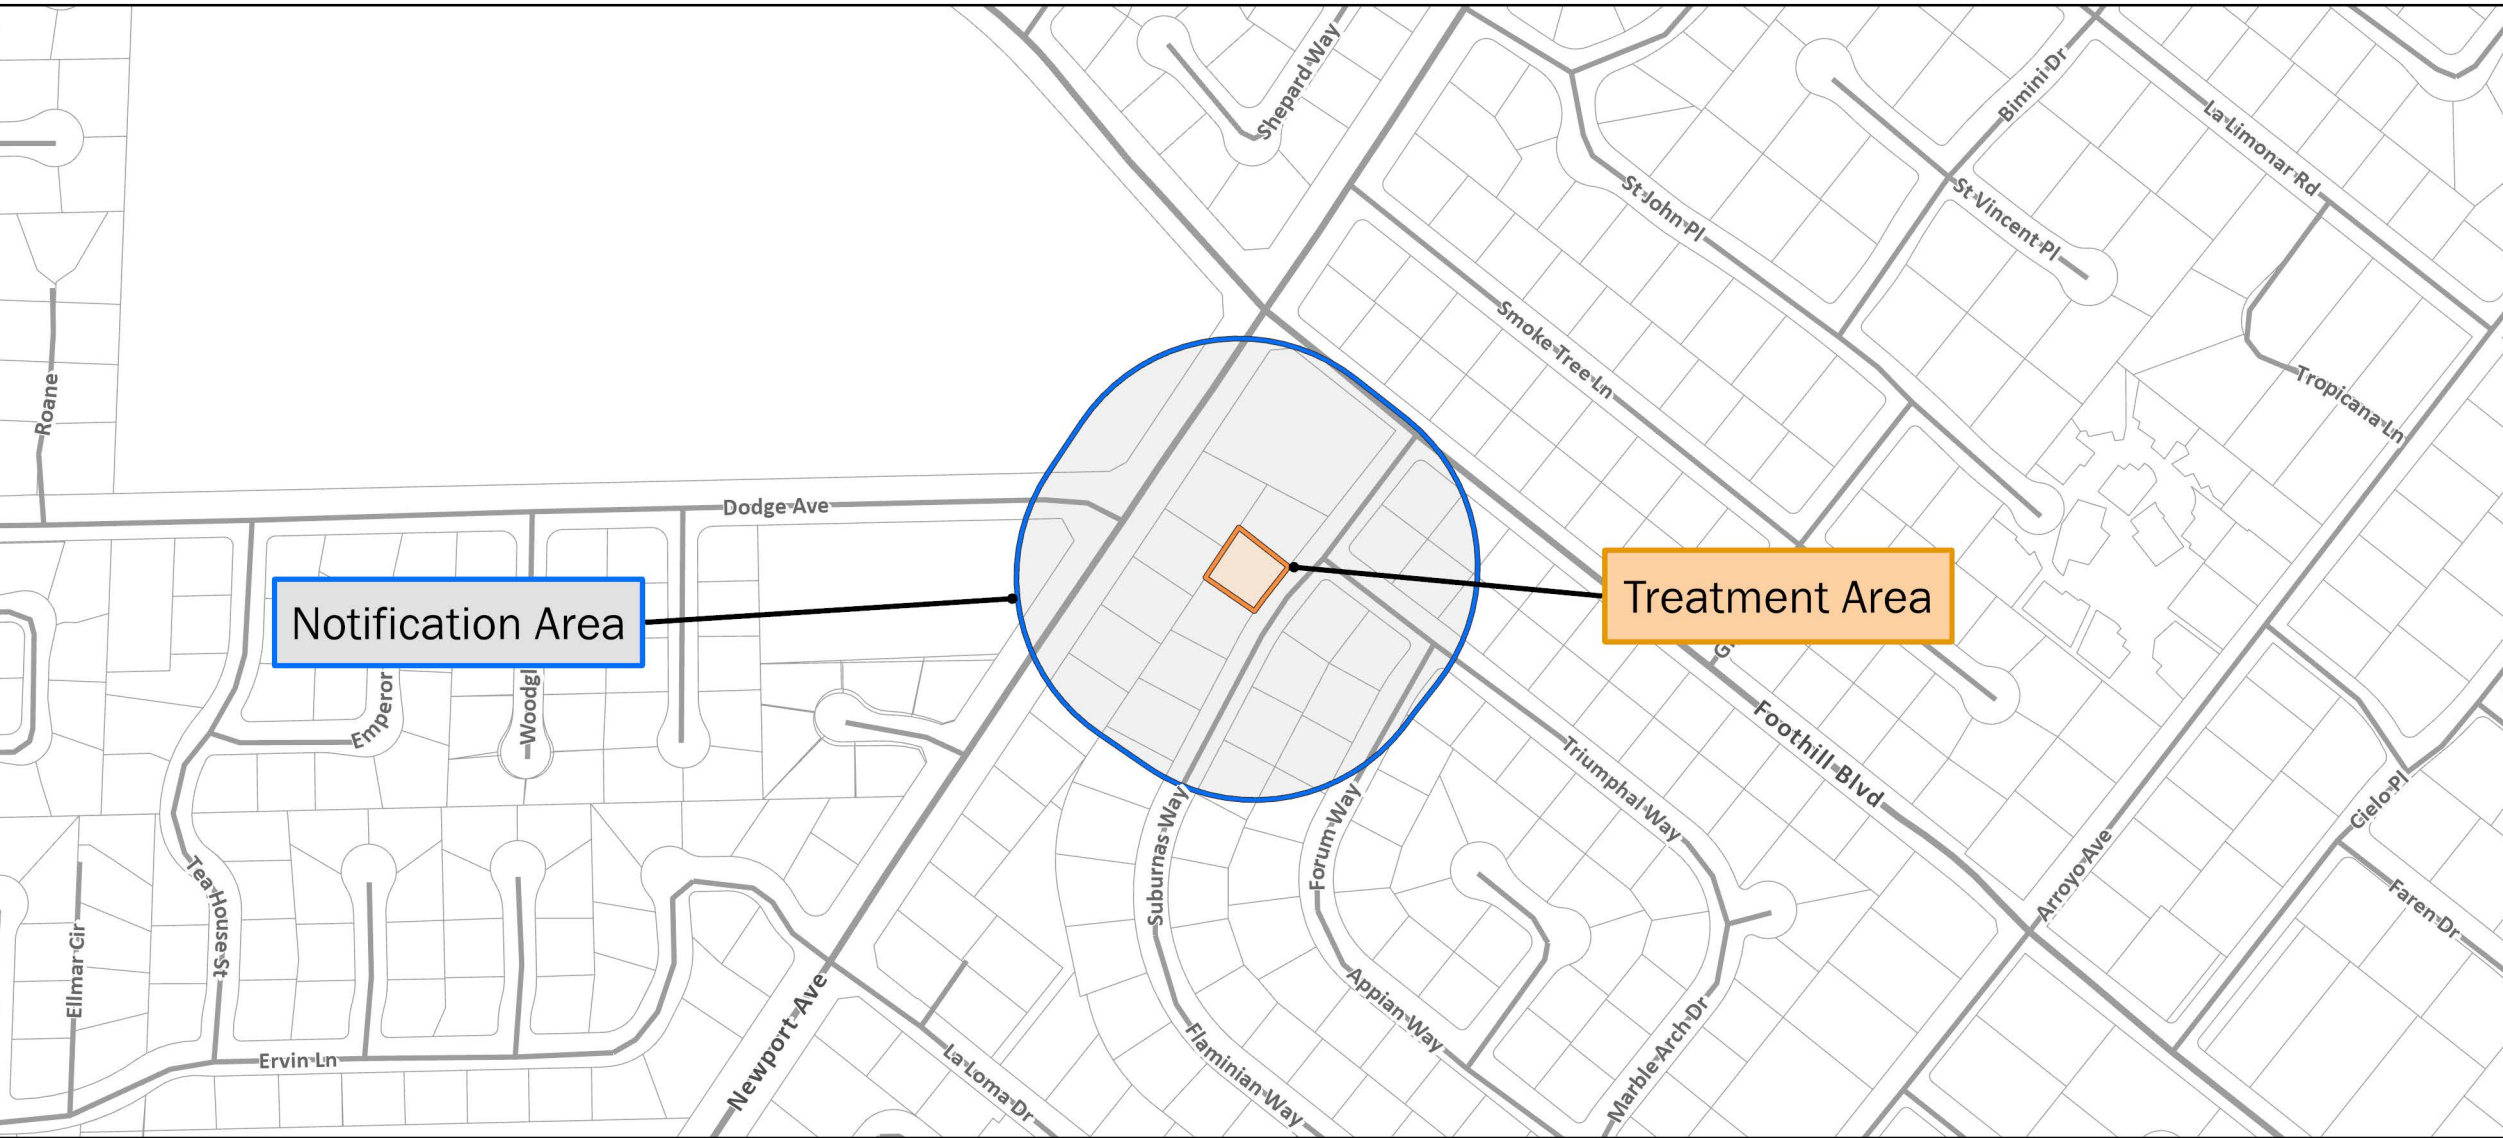 Shepard Way
Bimini Dr
La Limonar Rd
St John Pl
St Vincent Pl
Smoke Tree Ln
Roane
Tropicana Ln
Dodge Ave
Notification Area
Treatment Area
Emperor
Foothill Blvd
Triumphal Way
Cielo Pl
Suburnas Way
Forum Way
Arroyo Ave
Tea House St
Faren Dr
Ellmar Cir
Appian Way
Newport Ave
Marble Arch Dr
Ervin Ln
La Loma Dr
Flaminian Way